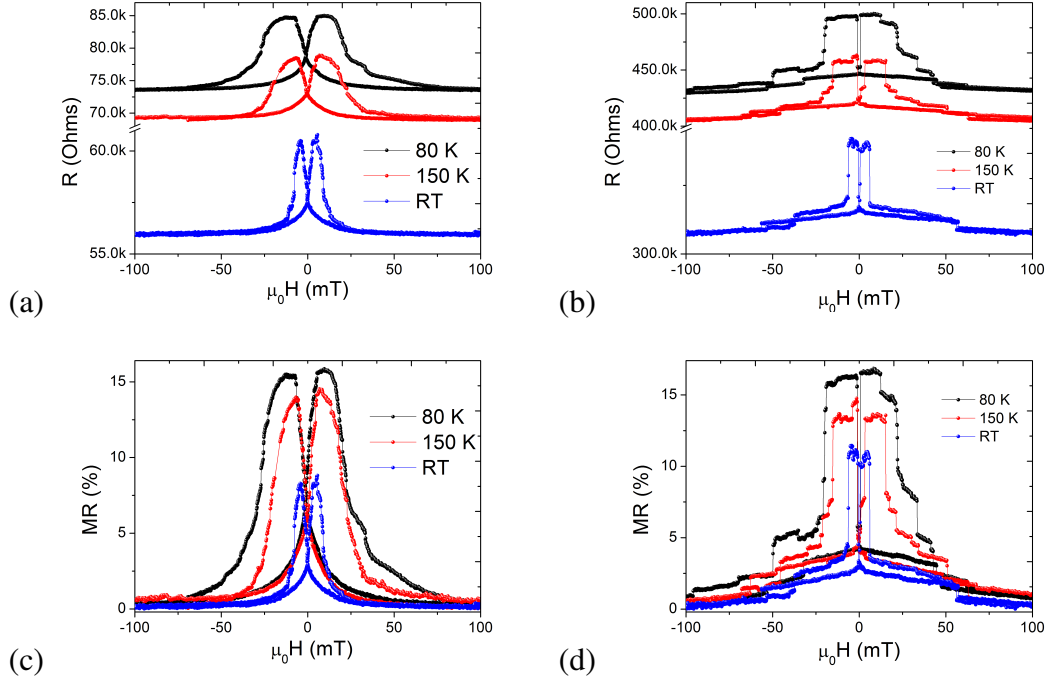 85.0k
80.0k
75.0k
70.0k
60.0k
55.0k
R (Ohms)
80 K
150 K
RT
-100 -50 0 50 100
μ₀H (mT)
(a)
500.0k
450.0k
400.0k
300.0k
R (Ohms)
80 K
150 K
RT
-100 -50 0 50 100
μ₀H (mT)
(b)
15
10
5
0
MR (%)
80 K
150 K
RT
-100 -50 0 50 100
μ₀H (mT)
(c)
15
10
5
0
MR (%)
80 K
150 K
RT
-100 -50 0 50 100
μ₀H (mT)
(d)